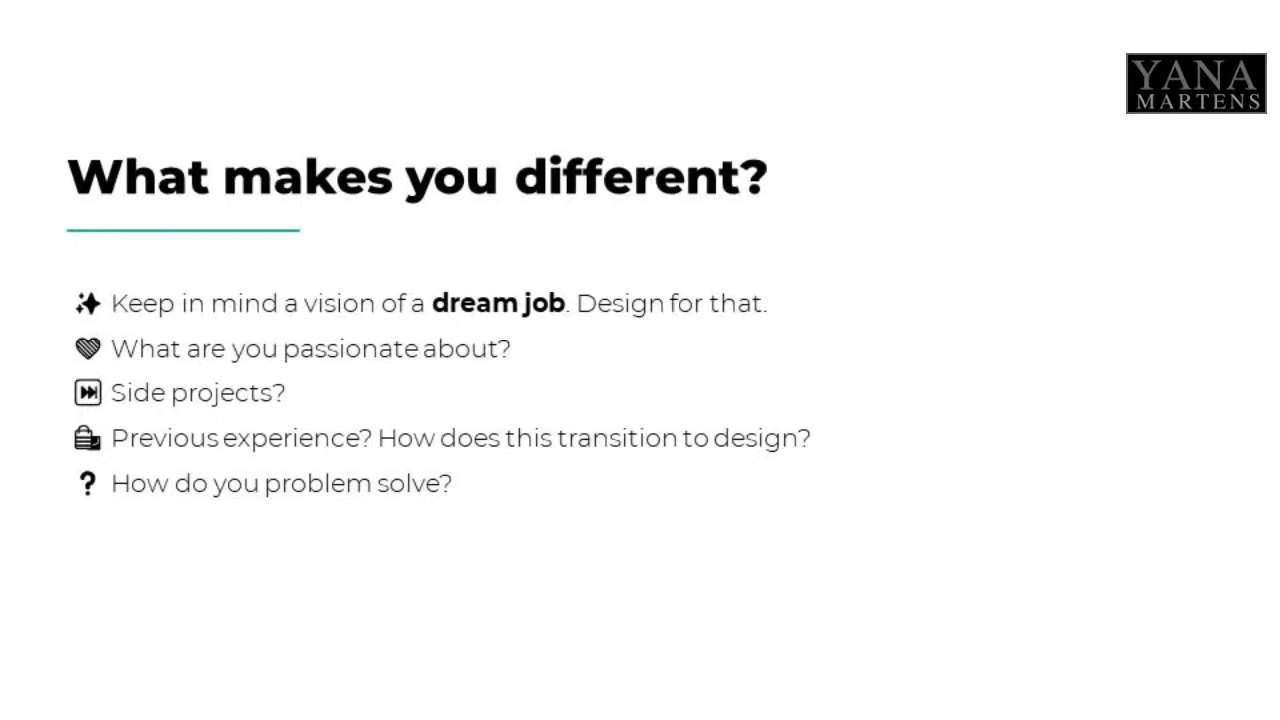 YANA
MARTENS
What makes you different?
Keep in mind a vision of a dream job. Design for that.
What are you passionate about?
Side projects?
Previous experience? How does this transition to design?
? How do you problem solve?